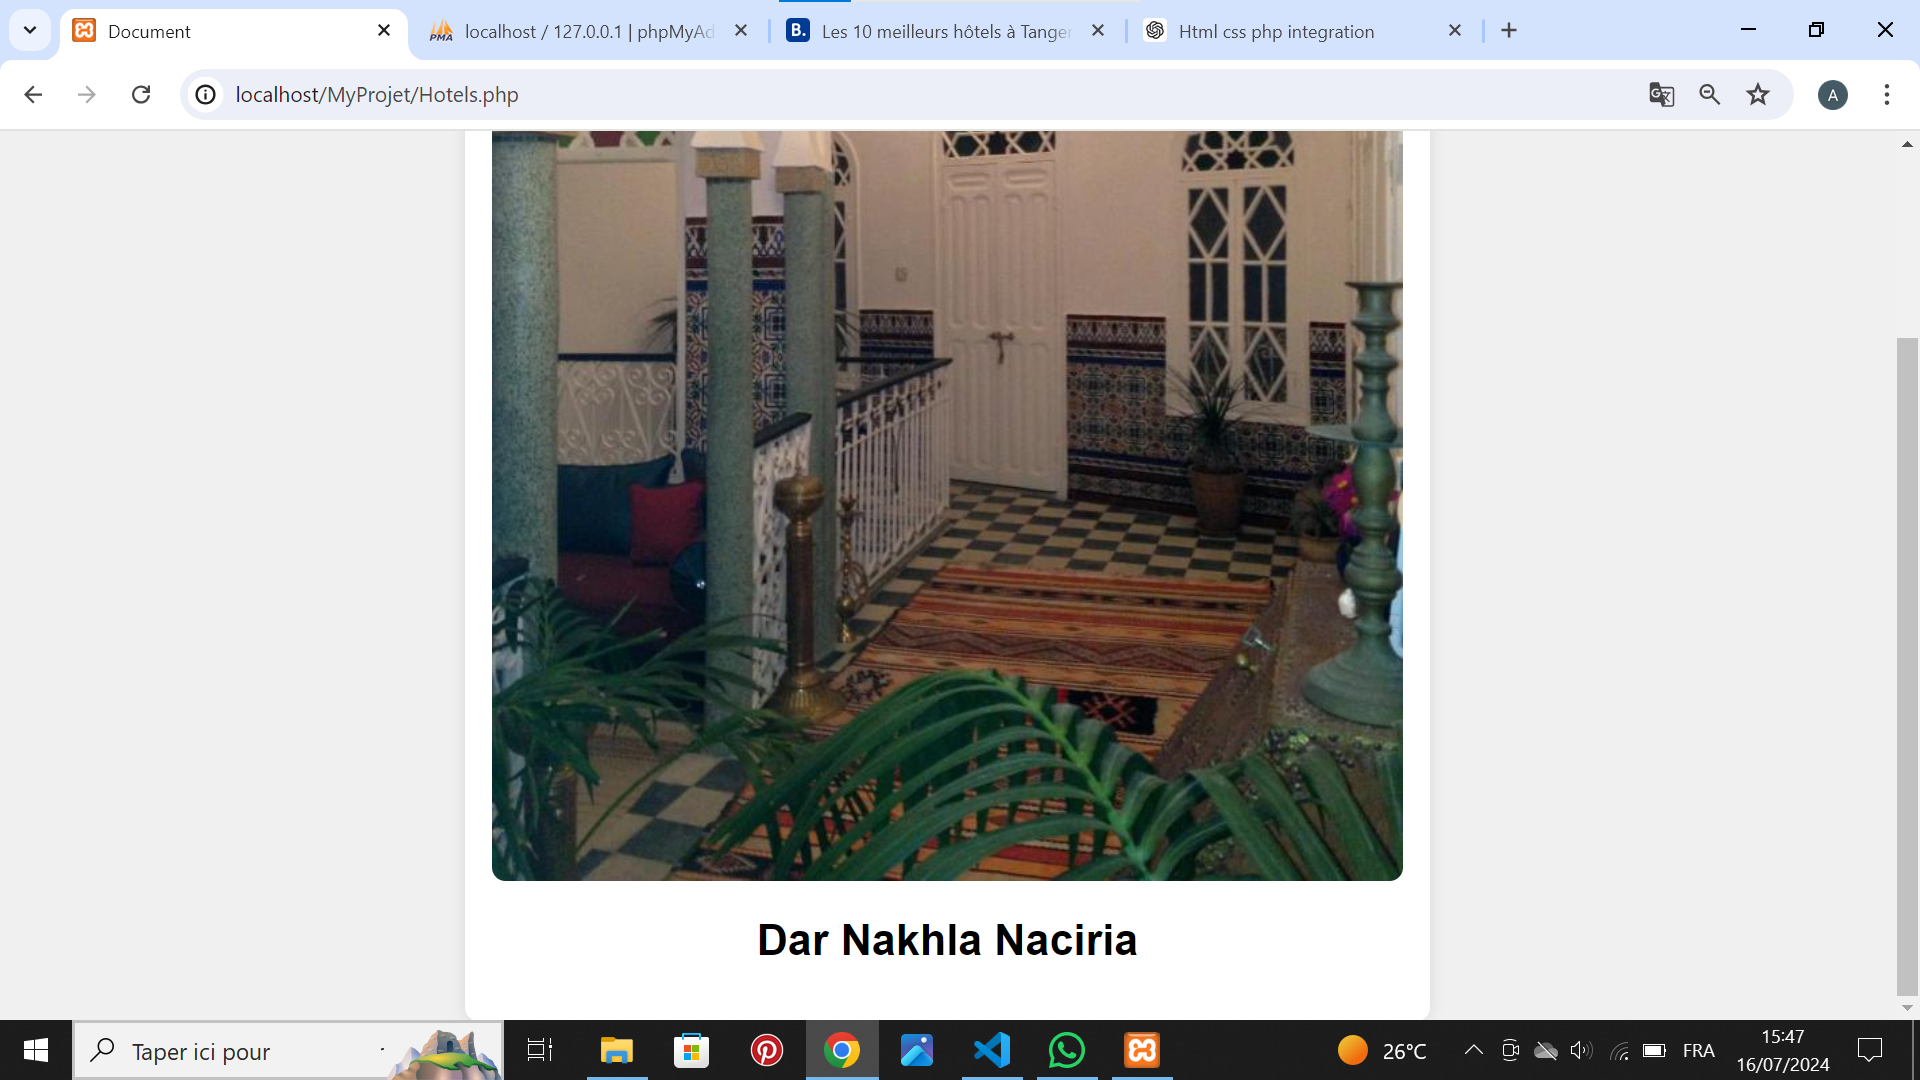 Document
localhost / 127.0.0.1 | phpMyAd
B. Les 10 meilleurs hôtels à Tanger
Html css php integration
localhost/MyProjet/Hotels.php
A
Dar Nakhla Naciria
Taper ici pour
26°C
FRA
15:47
16/07/2024